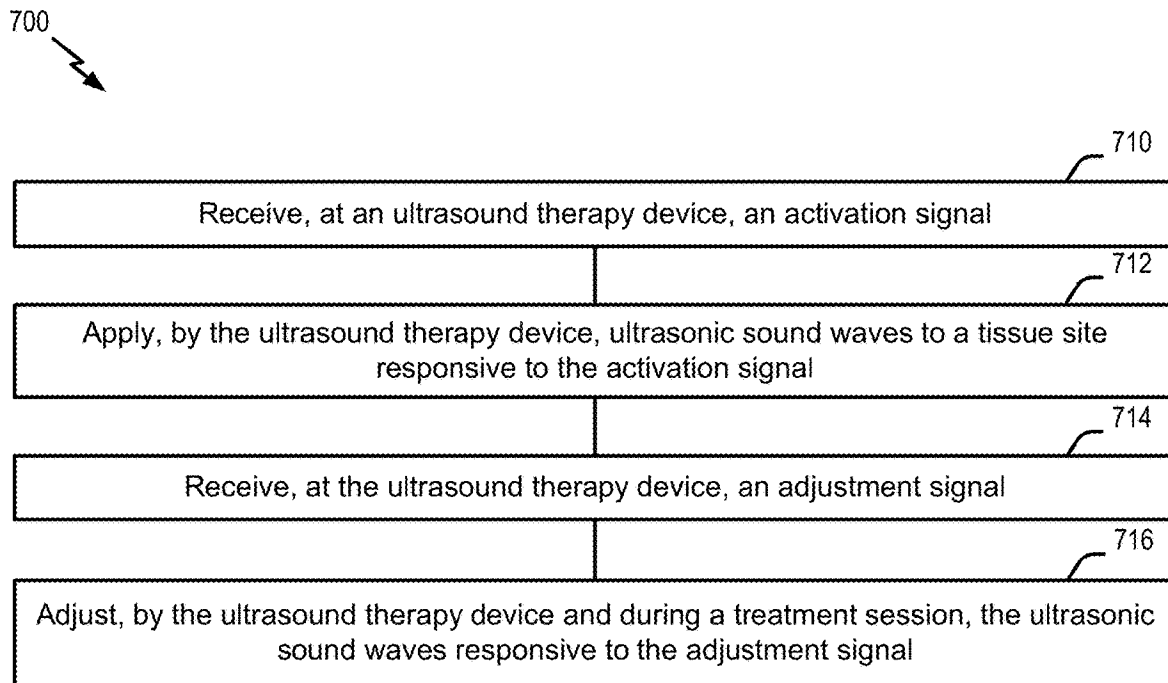 700
710
Receive, at an ultrasound therapy device, an activation signal
712
Apply, by the ultrasound therapy device, ultrasonic sound waves to a tissue site
responsive to the activation signal
714
Receive, at the ultrasound therapy device, an adjustment signal
716
Adjust, by the ultrasound therapy device and during a treatment session, the ultrasonic
sound waves responsive to the adjustment signal